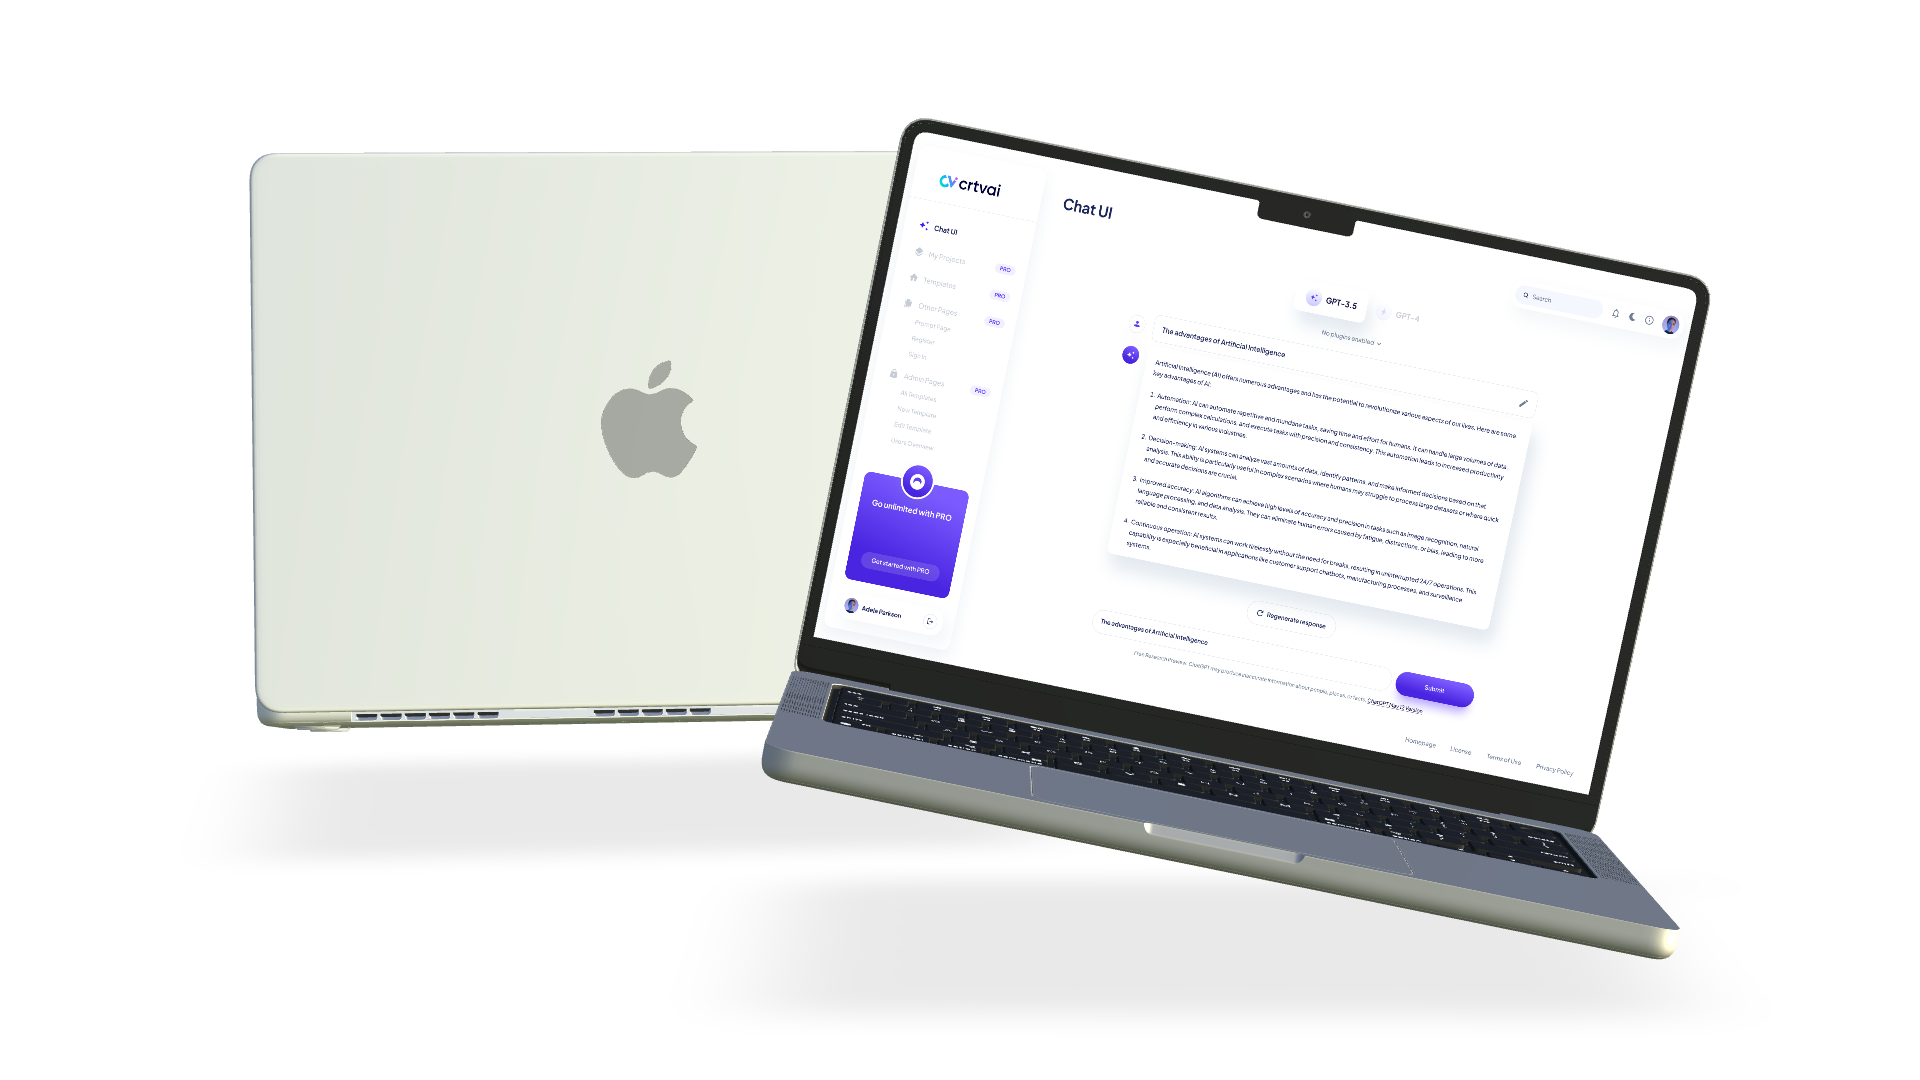 crtvai
Chat UI
My Projects
PRO
Templates
PRO
Other Pages
PRO
Prompt Page
Register
Sign In
Admin Pages
PRO
All Templates
New Template
Edit Template
Users Overview
Go unlimited with PRO
Get started with PRO
Adela Parkson
Chat UI
Search
GPT-3.5
GPT-4
No plugins enabled
The advantages of Artificial Intelligence
Artificial Intelligence (AI) offers numerous advantages and has the potential to revolutionize various aspects of our lives. Here are some
key advantages of AI:
1. Automation: AI can automate repetitive and mundane tasks, saving time and effort for humans. It can handle large volumes of data,
perform complex calculations, and execute tasks with precision and consistency. This automation leads to increased productivity
and efficiency in various industries.
2. Decision-making: AI systems can analyze vast amounts of data, identify patterns, and make informed decisions based on that
analysis. This ability is particularly useful in complex scenarios where humans may struggle to process large datasets or where quick
and accurate decisions are crucial.
3. Improved accuracy: AI algorithms can achieve high levels of accuracy and precision in tasks such as image recognition, natural
language processing, and data analysis. They can eliminate human errors caused by fatigue, distractions, or bias, leading to more
reliable and consistent results.
4. Continuous operation: AI systems can work tirelessly without the need for breaks, resulting in uninterrupted 24/7 operations. This
capability is especially beneficial in applications like customer support chatbots, manufacturing processes, and surveillance
systems.
Regenerate response
The advantages of Artificial Intelligence
Submit
Free Research Preview. ChatGPT may produce inaccurate information about people, places, or facts. ChatGPT May 12 Version
Homepage
License
Terms of Use
Privacy Policy